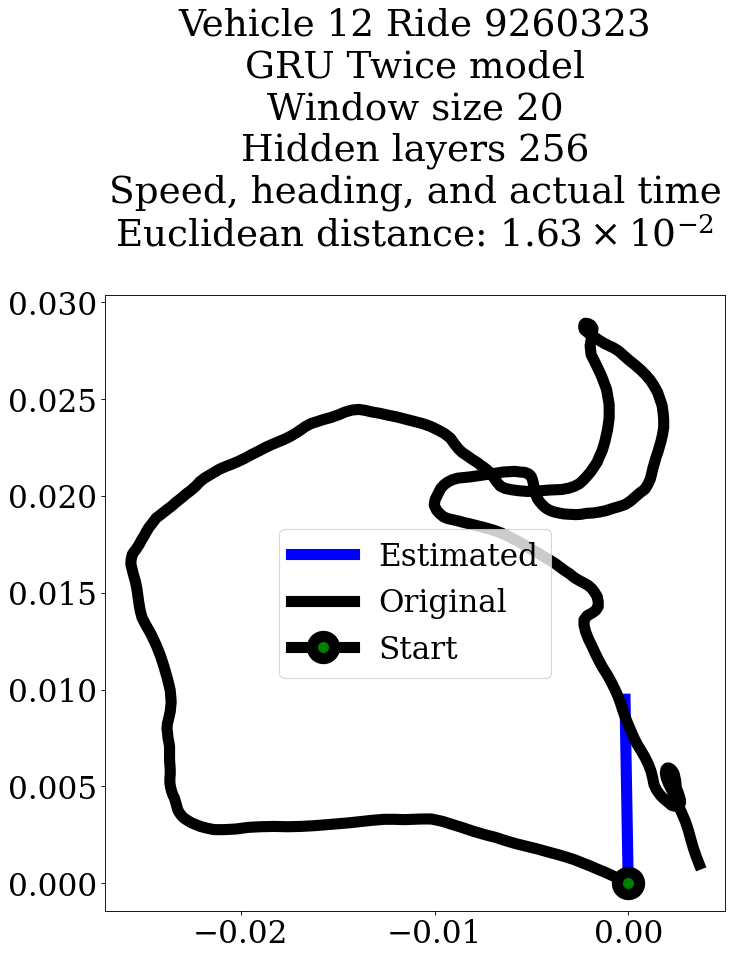 Vehicle 12 Ride 9260323
GRU Twice model
Window size 20
Hidden layers 256
Speed, heading, and actual time
Euclidean distance: 1.63 × 10⁻²
0.030
0.025
0.020
0.015
0.010
0.005
0.000
Estimated
Original
Start
−0.02
−0.01
0.00